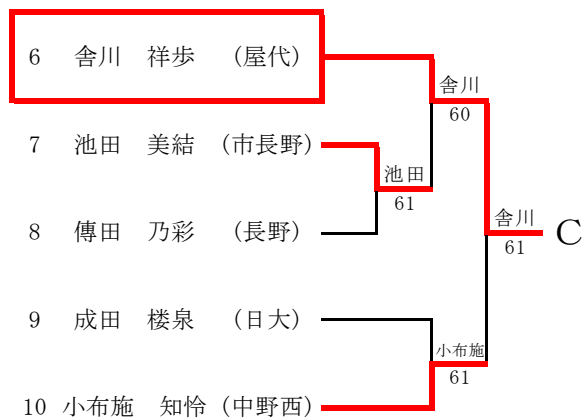 6 舎川 祥歩 (屋代)
舎川
60
7 池田 美結 (市長野)
池田
61
8 傳田 乃彩 (長野)
舎川
61
C
9 成田 楼泉 (日大)
小布施
61
10 小布施 知怜 (中野西)